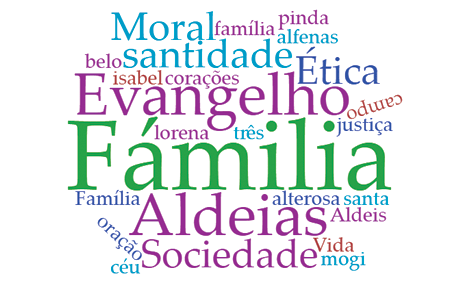 pinda
Moral família
alfenas
santidade
belo isabel corações Ética
Evangelho
campo
lorena três justiça
Fámilia
Família alterosa santa
Aldeias Aldeis
oração
Sociedade Vida
céu mogi